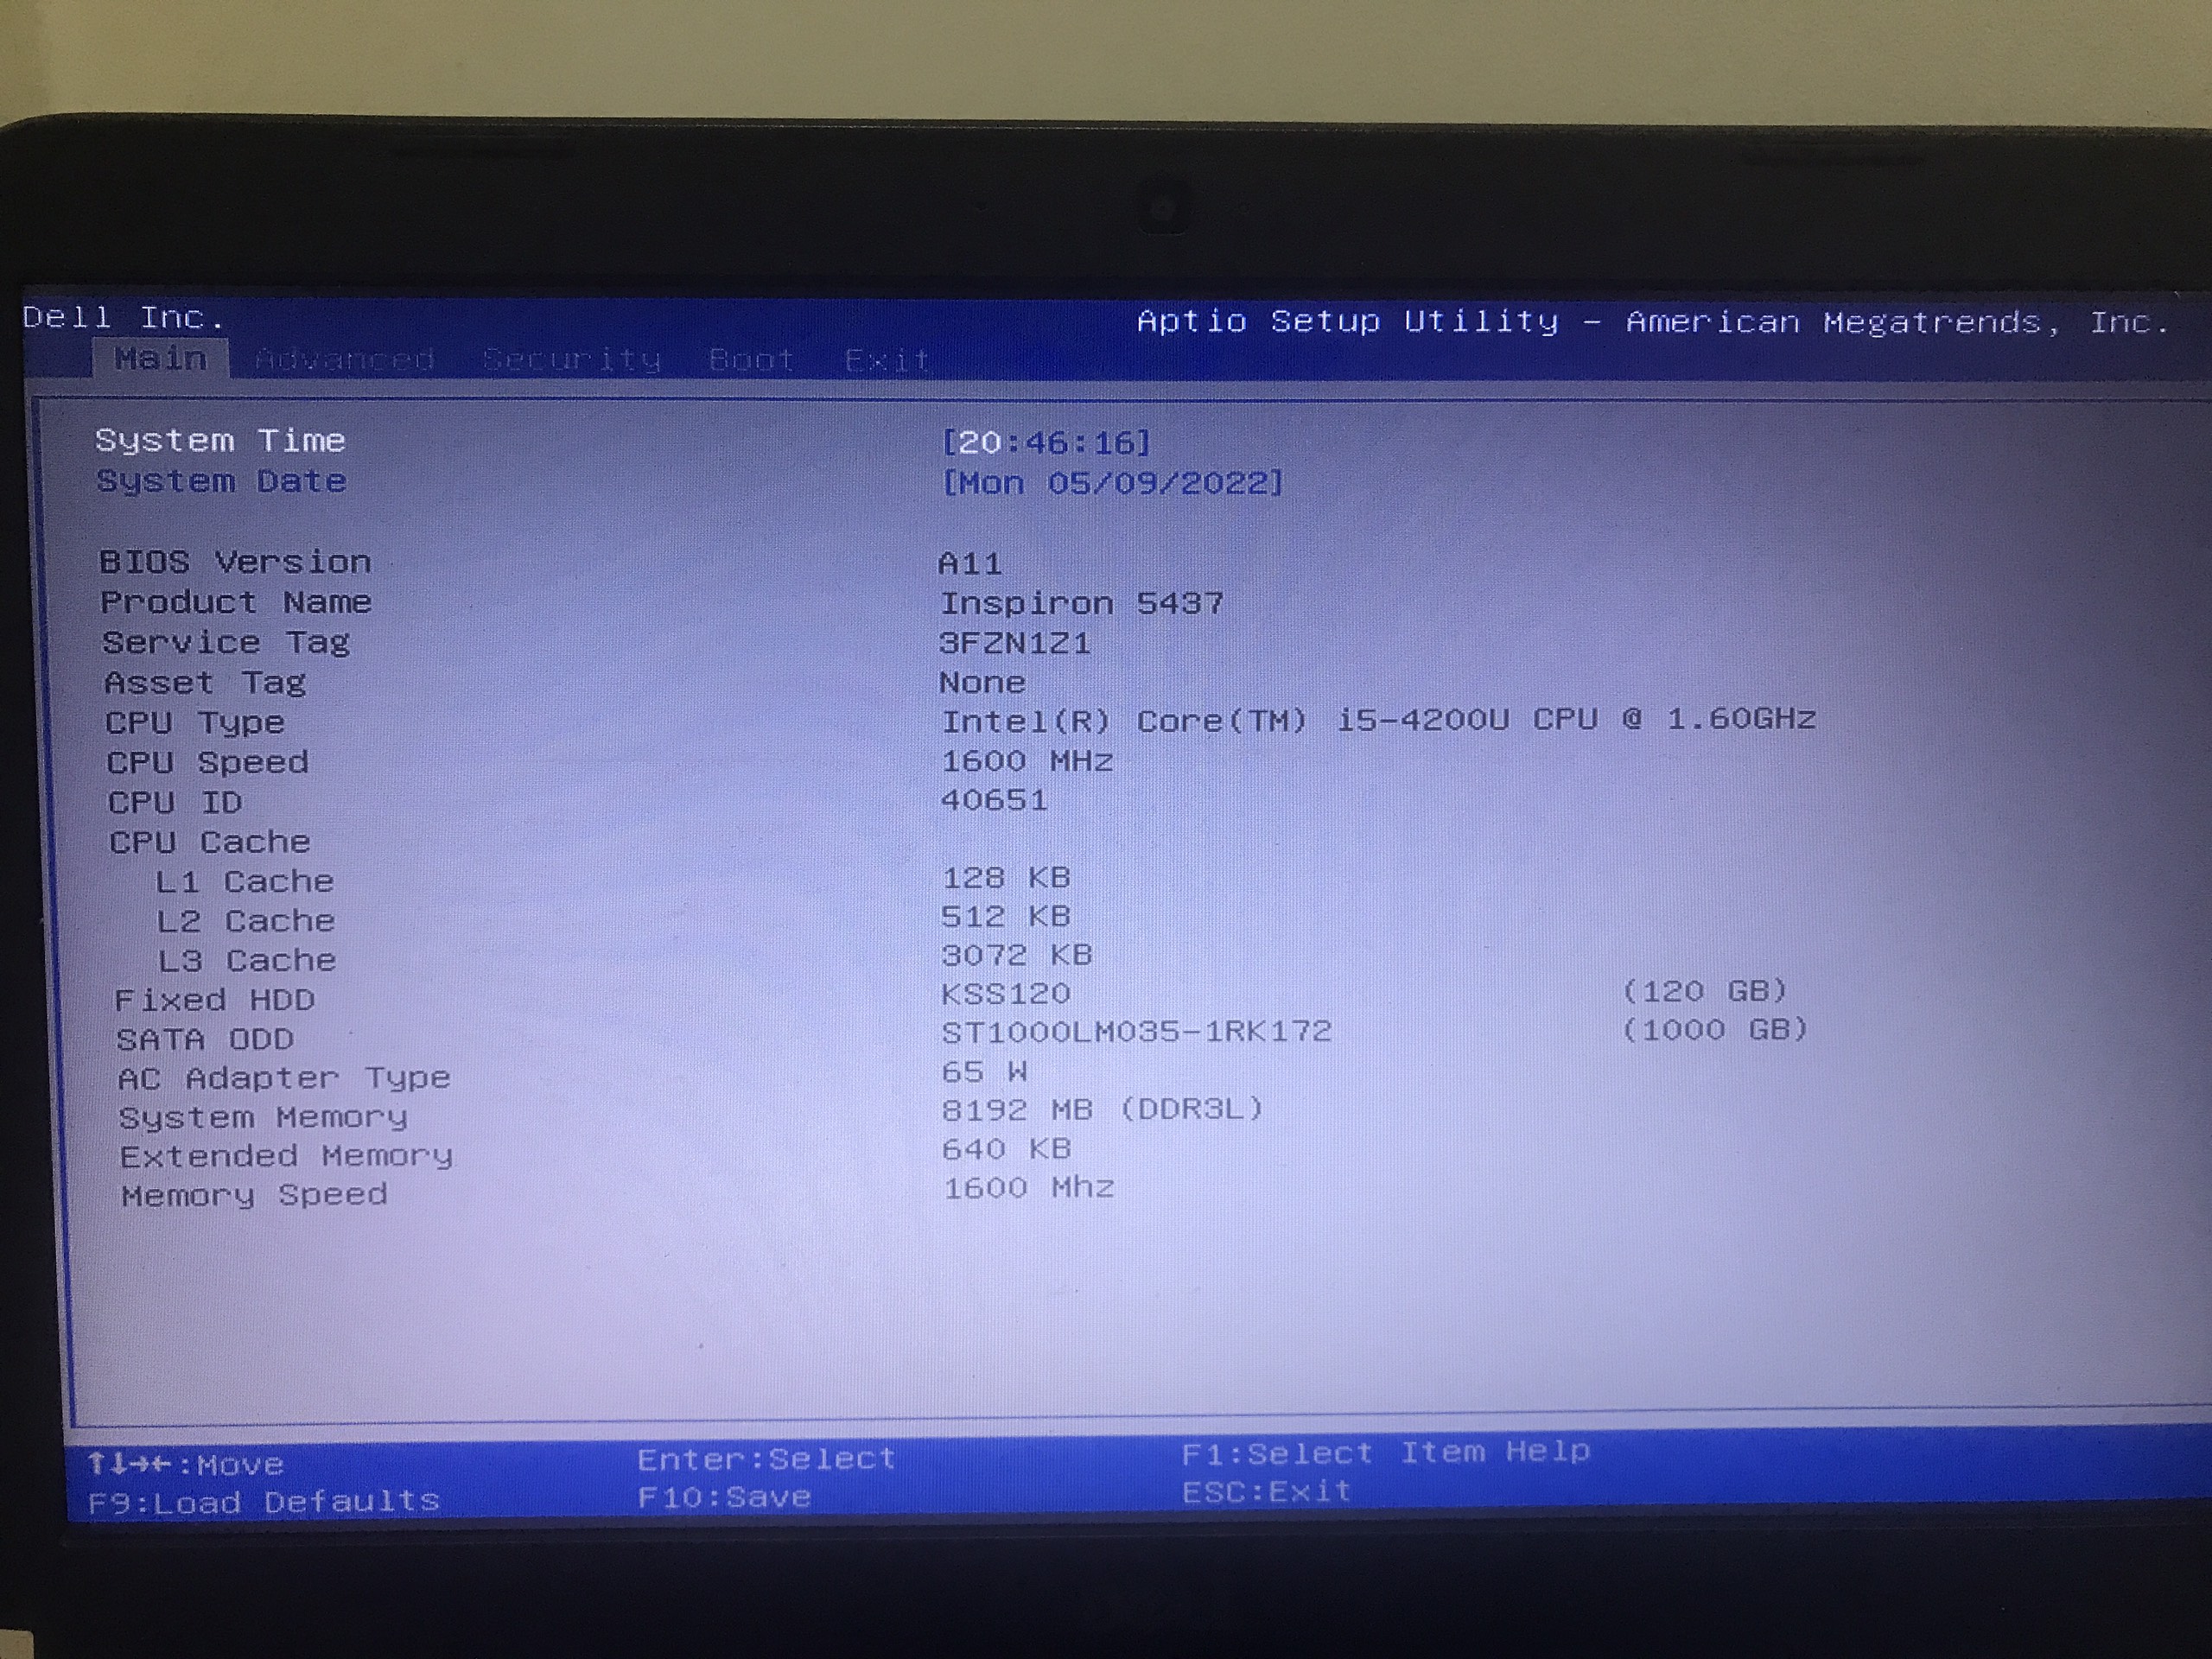 Dell Inc. Aptio Setup Utility - American Megatrends, Inc.
Main Advanced Security Boot Exit
System Time [20:46:16]
System Date [Mon 05/09/2022]
BIOS Version A11
Product Name Inspiron 5437
Service Tag 3FZN1Z1
Asset Tag None
CPU Type Intel(R) Core(TM) i5-4200U CPU @ 1.60GHz
CPU Speed 1600 MHz
CPU ID 40651
CPU Cache
L1 Cache 128 KB
L2 Cache 512 KB
L3 Cache 3072 KB
Fixed HDD KSS120 (120 GB)
SATA ODD ST1000LM035-1RK172 (1000 GB)
AC Adapter Type 65 W
System Memory 8192 MB (DDR3L)
Extended Memory 640 KB
Memory Speed 1600 Mhz
↑↓→←:Move Enter:Select F1:Select Item Help
F9:Load Defaults F10:Save ESC:Exit